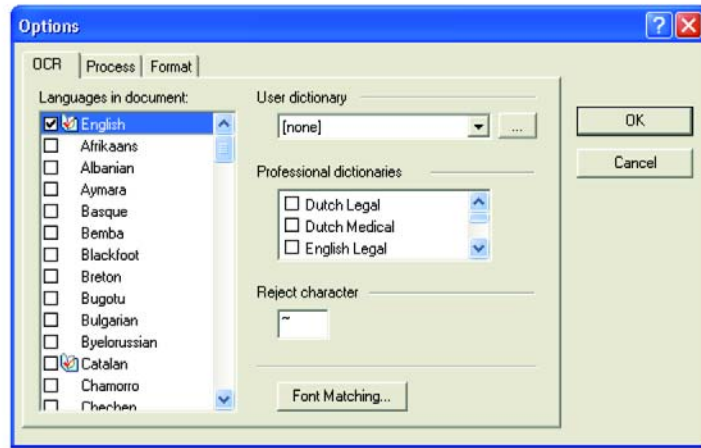 Options
OCR Process Format
Languages in document:
English
Afrikaans
Albanian
Aymara
Basque
Bemba
Blackfoot
Breton
Bugotu
Bulgarian
Byelorussian
Catalan
Chamorro
Chechen
User dictionary
[none]
...
Professional dictionaries
Dutch Legal
Dutch Medical
English Legal
Reject character
~
Font Matching...
OK
Cancel